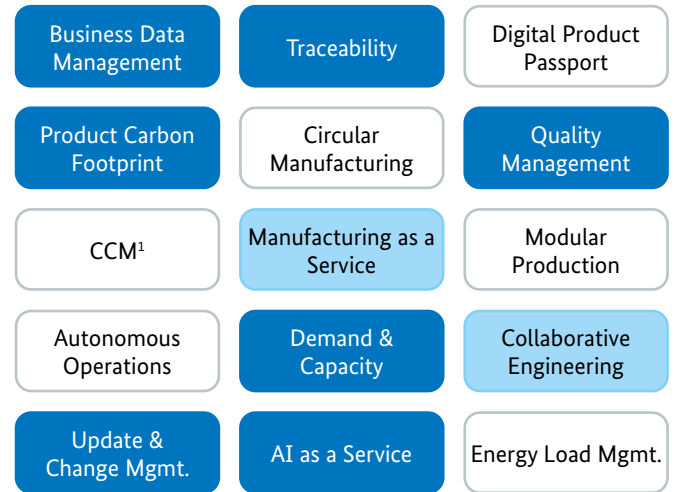 Business Data
Management
Traceability
Digital Product
Passport
Product Carbon
Footprint
Circular
Manufacturing
Quality
Management
CCM¹
Manufacturing as a
Service
Modular
Production
Autonomous
Operations
Demand &
Capacity
Collaborative
Engineering
Update &
Change Mgmt.
AI as a Service
Energy Load Mgmt.